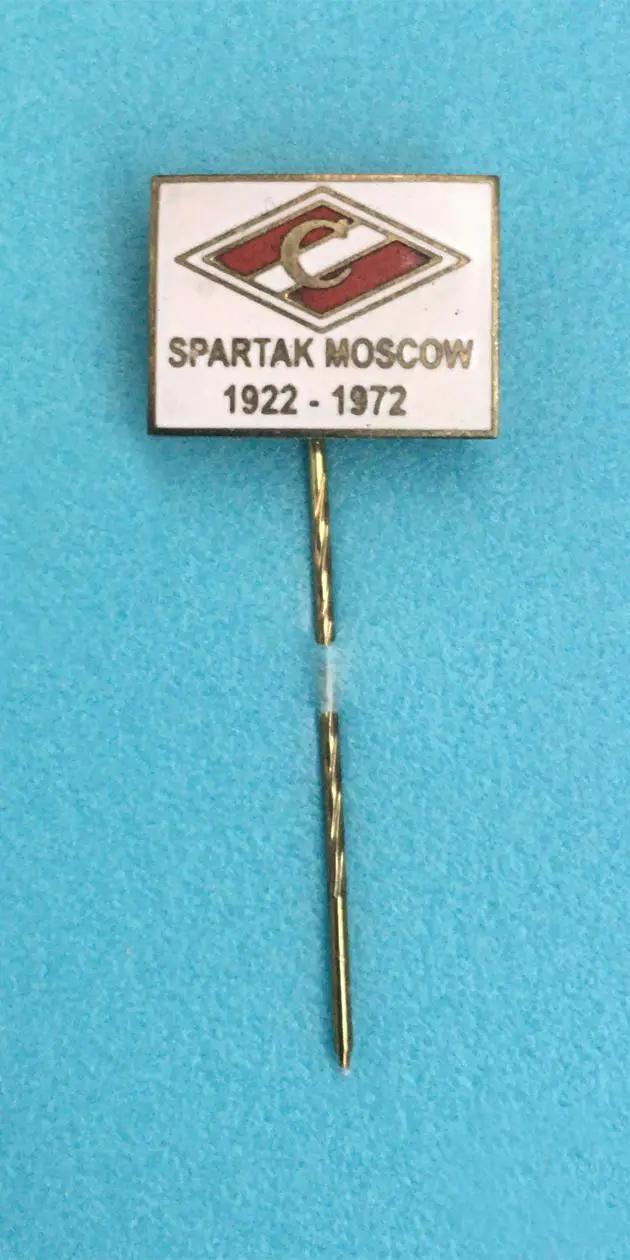 С
SPARTAK MOSCOW
1922 - 1972